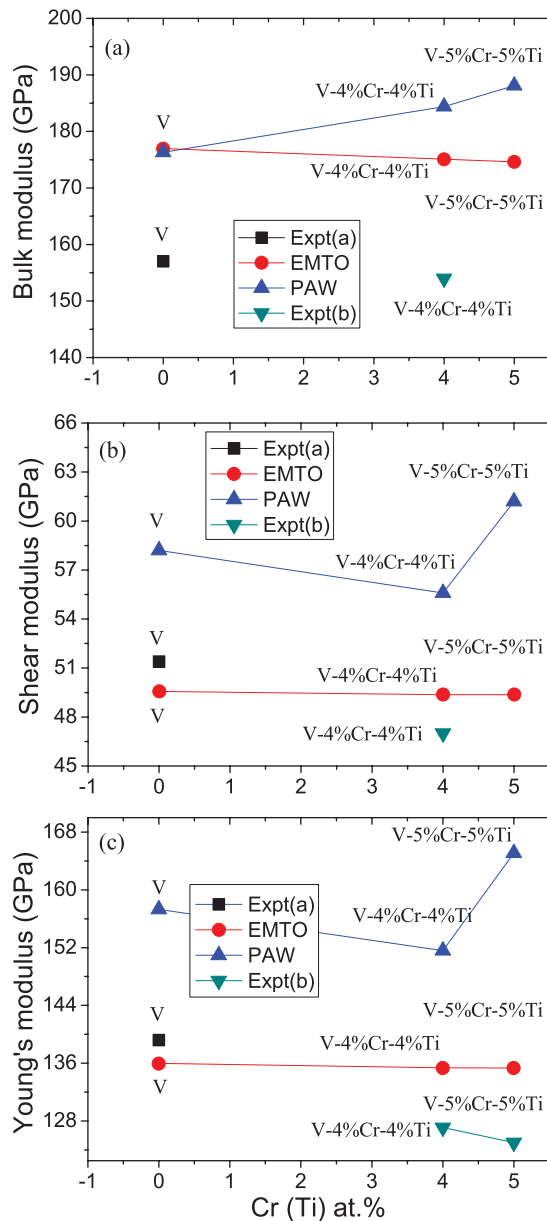 200
(a)
V-5%Cr-5%Ti
190
V-4%Cr-4%Ti
180
V
V-4%Cr-4%Ti
170
V-5%Cr-5%Ti
V
160
Expt(a)
EMTO
PAW
Expt(b)
150
V-4%Cr-4%Ti
140
Bulk modulus (GPa)
-1 0 1 2 3 4 5
66
(b)
Expt(a)
EMTO
PAW
Expt(b)
63
V-5%Cr-5%Ti
60
V
V-4%Cr-4%Ti
57
54
V
V-5%Cr-5%Ti
51
V-4%Cr-4%Ti
V
48
V-4%Cr-4%Ti
45
Shear modulus (GPa)
-1 0 1 2 3 4 5
168
(c)
V-5%Cr-5%Ti
V
160
Expt(a)
EMTO
PAW
Expt(b)
V-4%Cr-4%Ti
152
144
V
V-5%Cr-5%Ti
V-4%Cr-4%Ti
136
V
V-5%Cr-5%Ti
128
V-4%Cr-4%Ti
Young's modulus (GPa)
-1 0 1 2 3 4 5
Cr (Ti) at.%